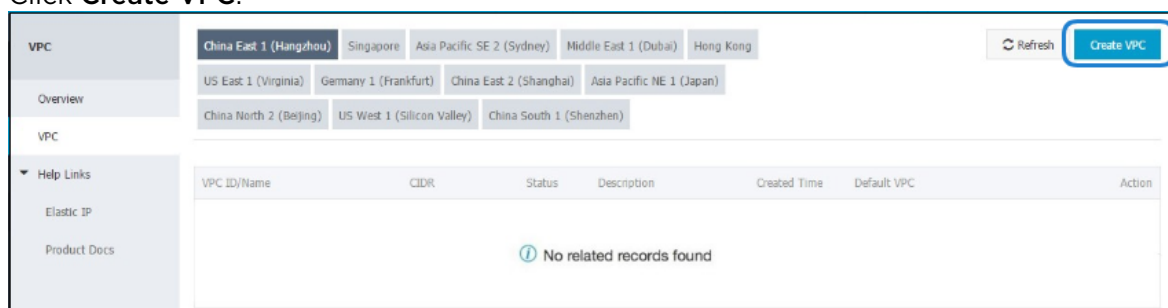 Click Create VPC.
VPC
China East 1 (Hangzhou) Singapore Asia Pacific SE 2 (Sydney) Middle East 1 (Dubai) Hong Kong
Refresh Create VPC
US East 1 (Virginia) Germany 1 (Frankfurt) China East 2 (Shanghai) Asia Pacific NE 1 (Japan)
Overview
China North 2 (Beijing) US West 1 (Silicon Valley) China South 1 (Shenzhen)
VPC
Help Links
VPC ID/Name CIDR Status Description Created Time Default VPC Action
Elastic IP
Product Docs
No related records found